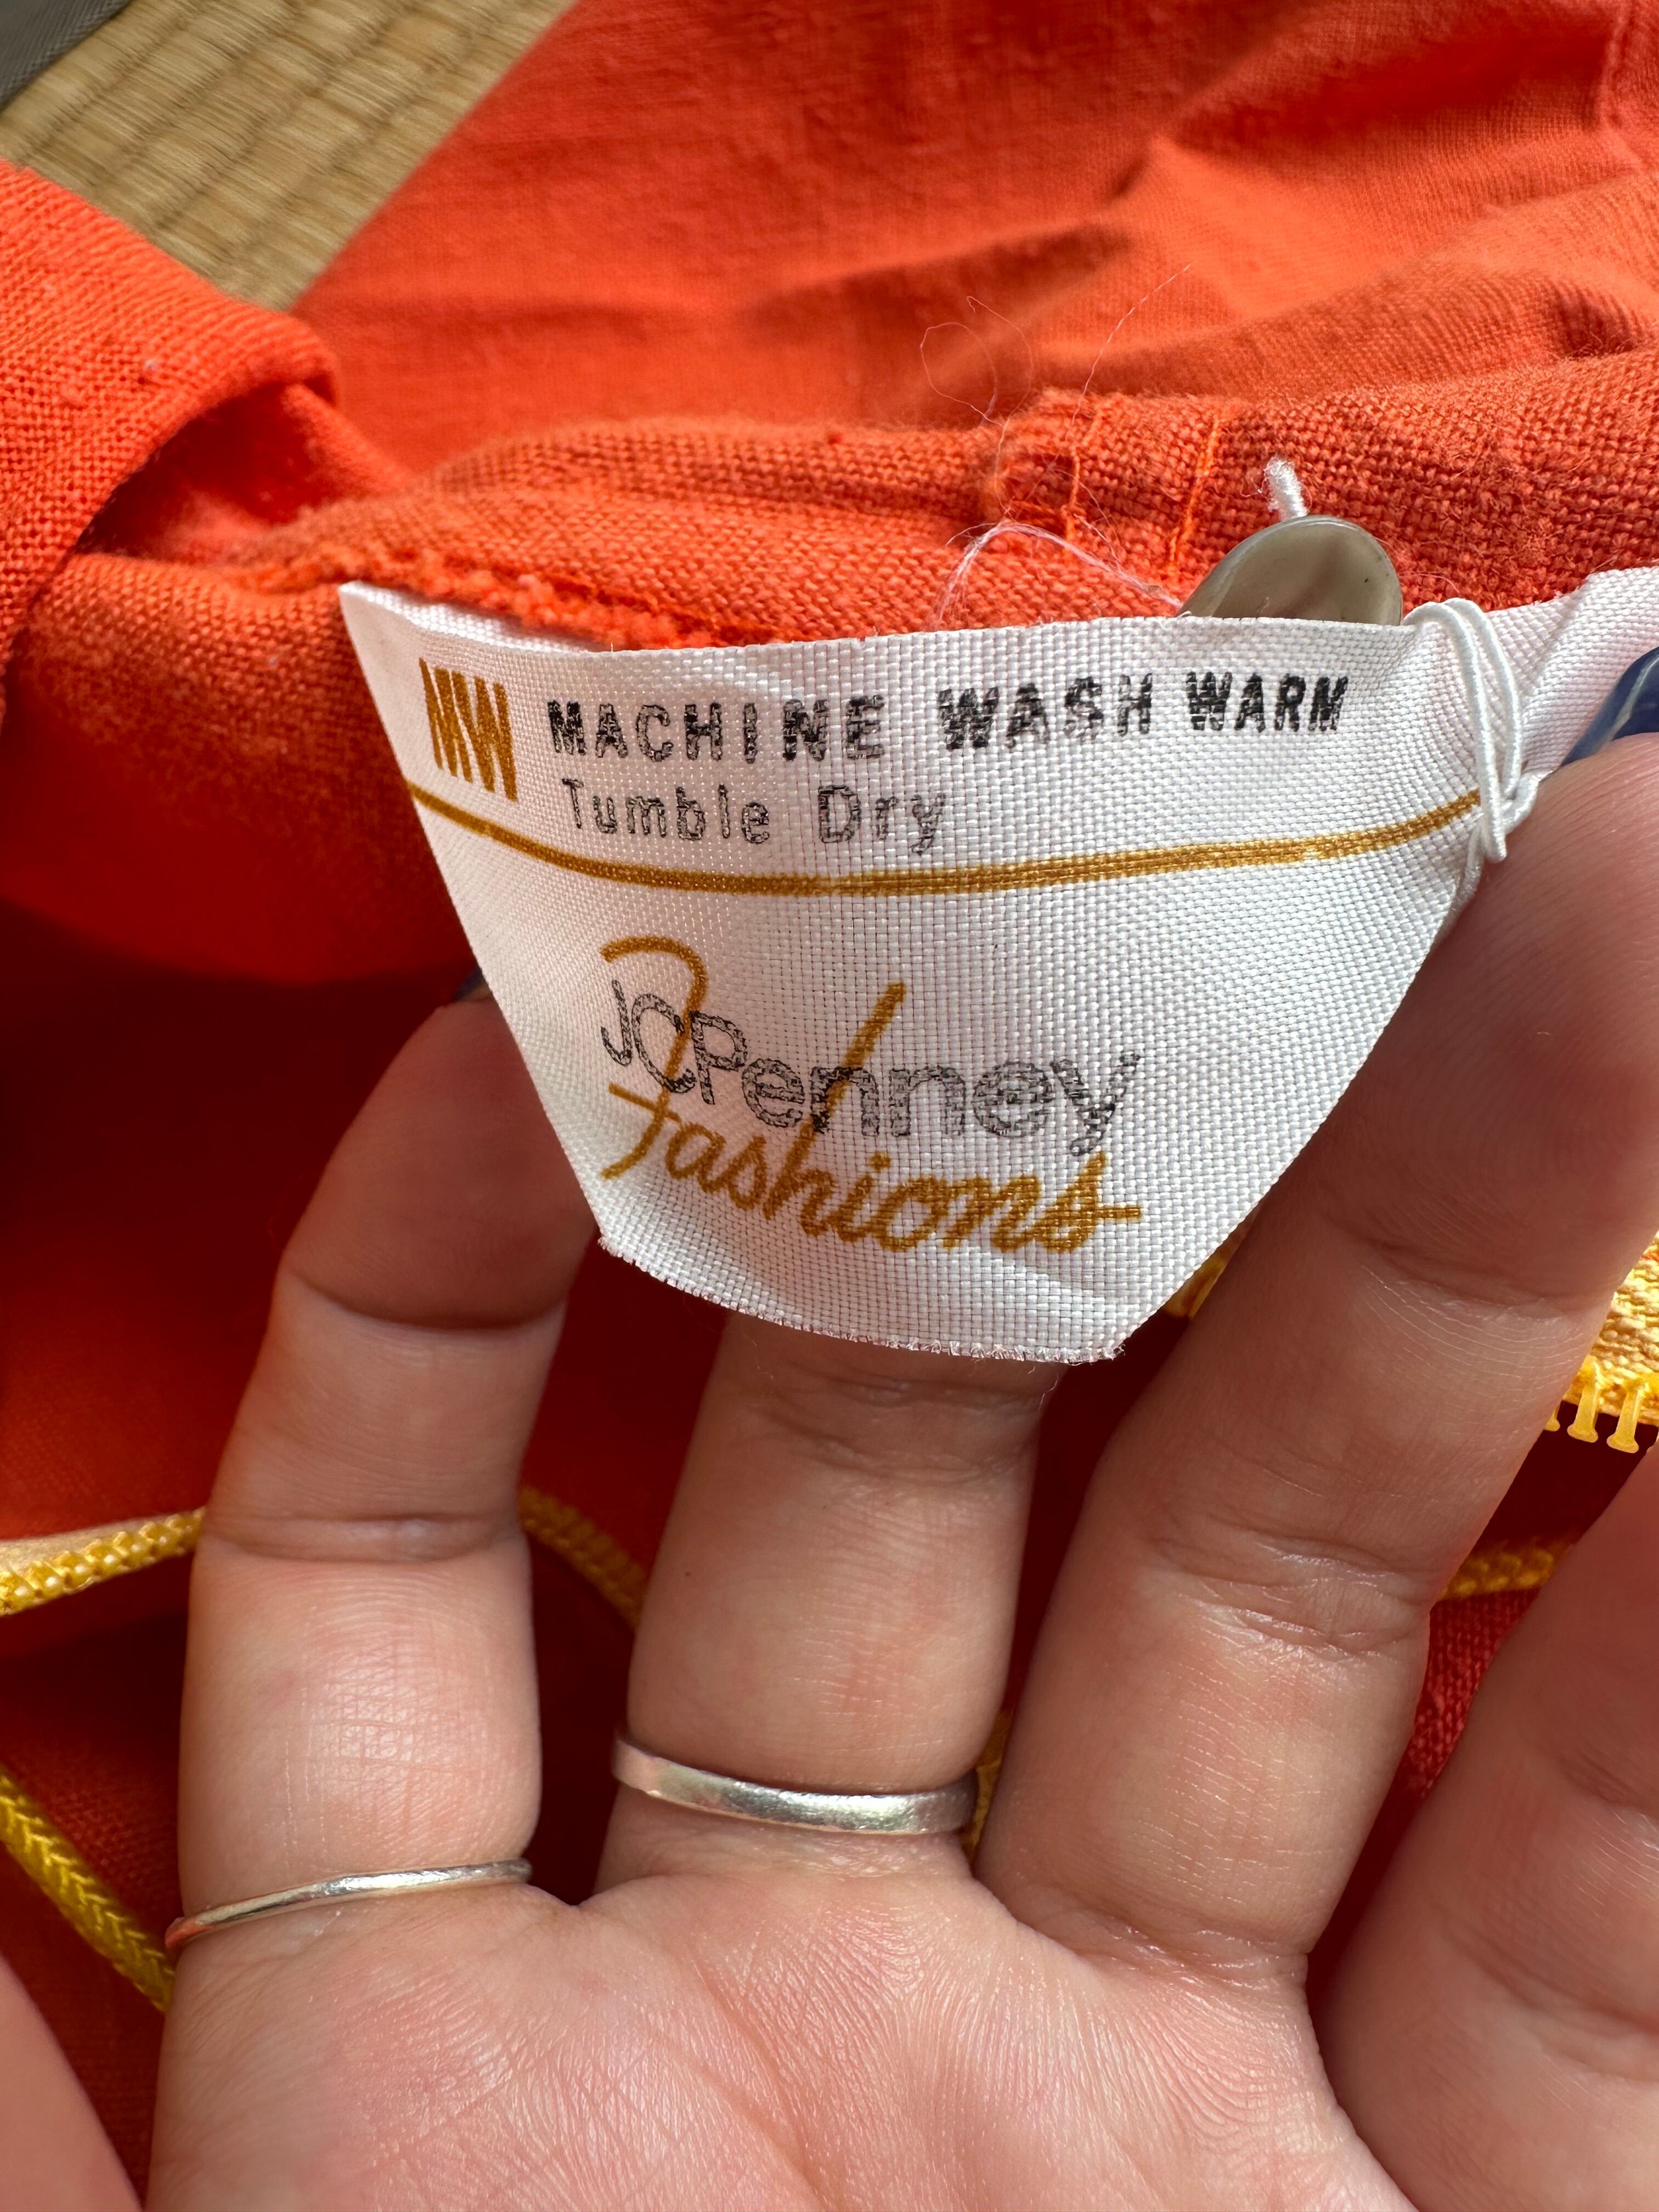 MW MACHINE WASH WARM
Tumble Dry
JCPenney
Fashions